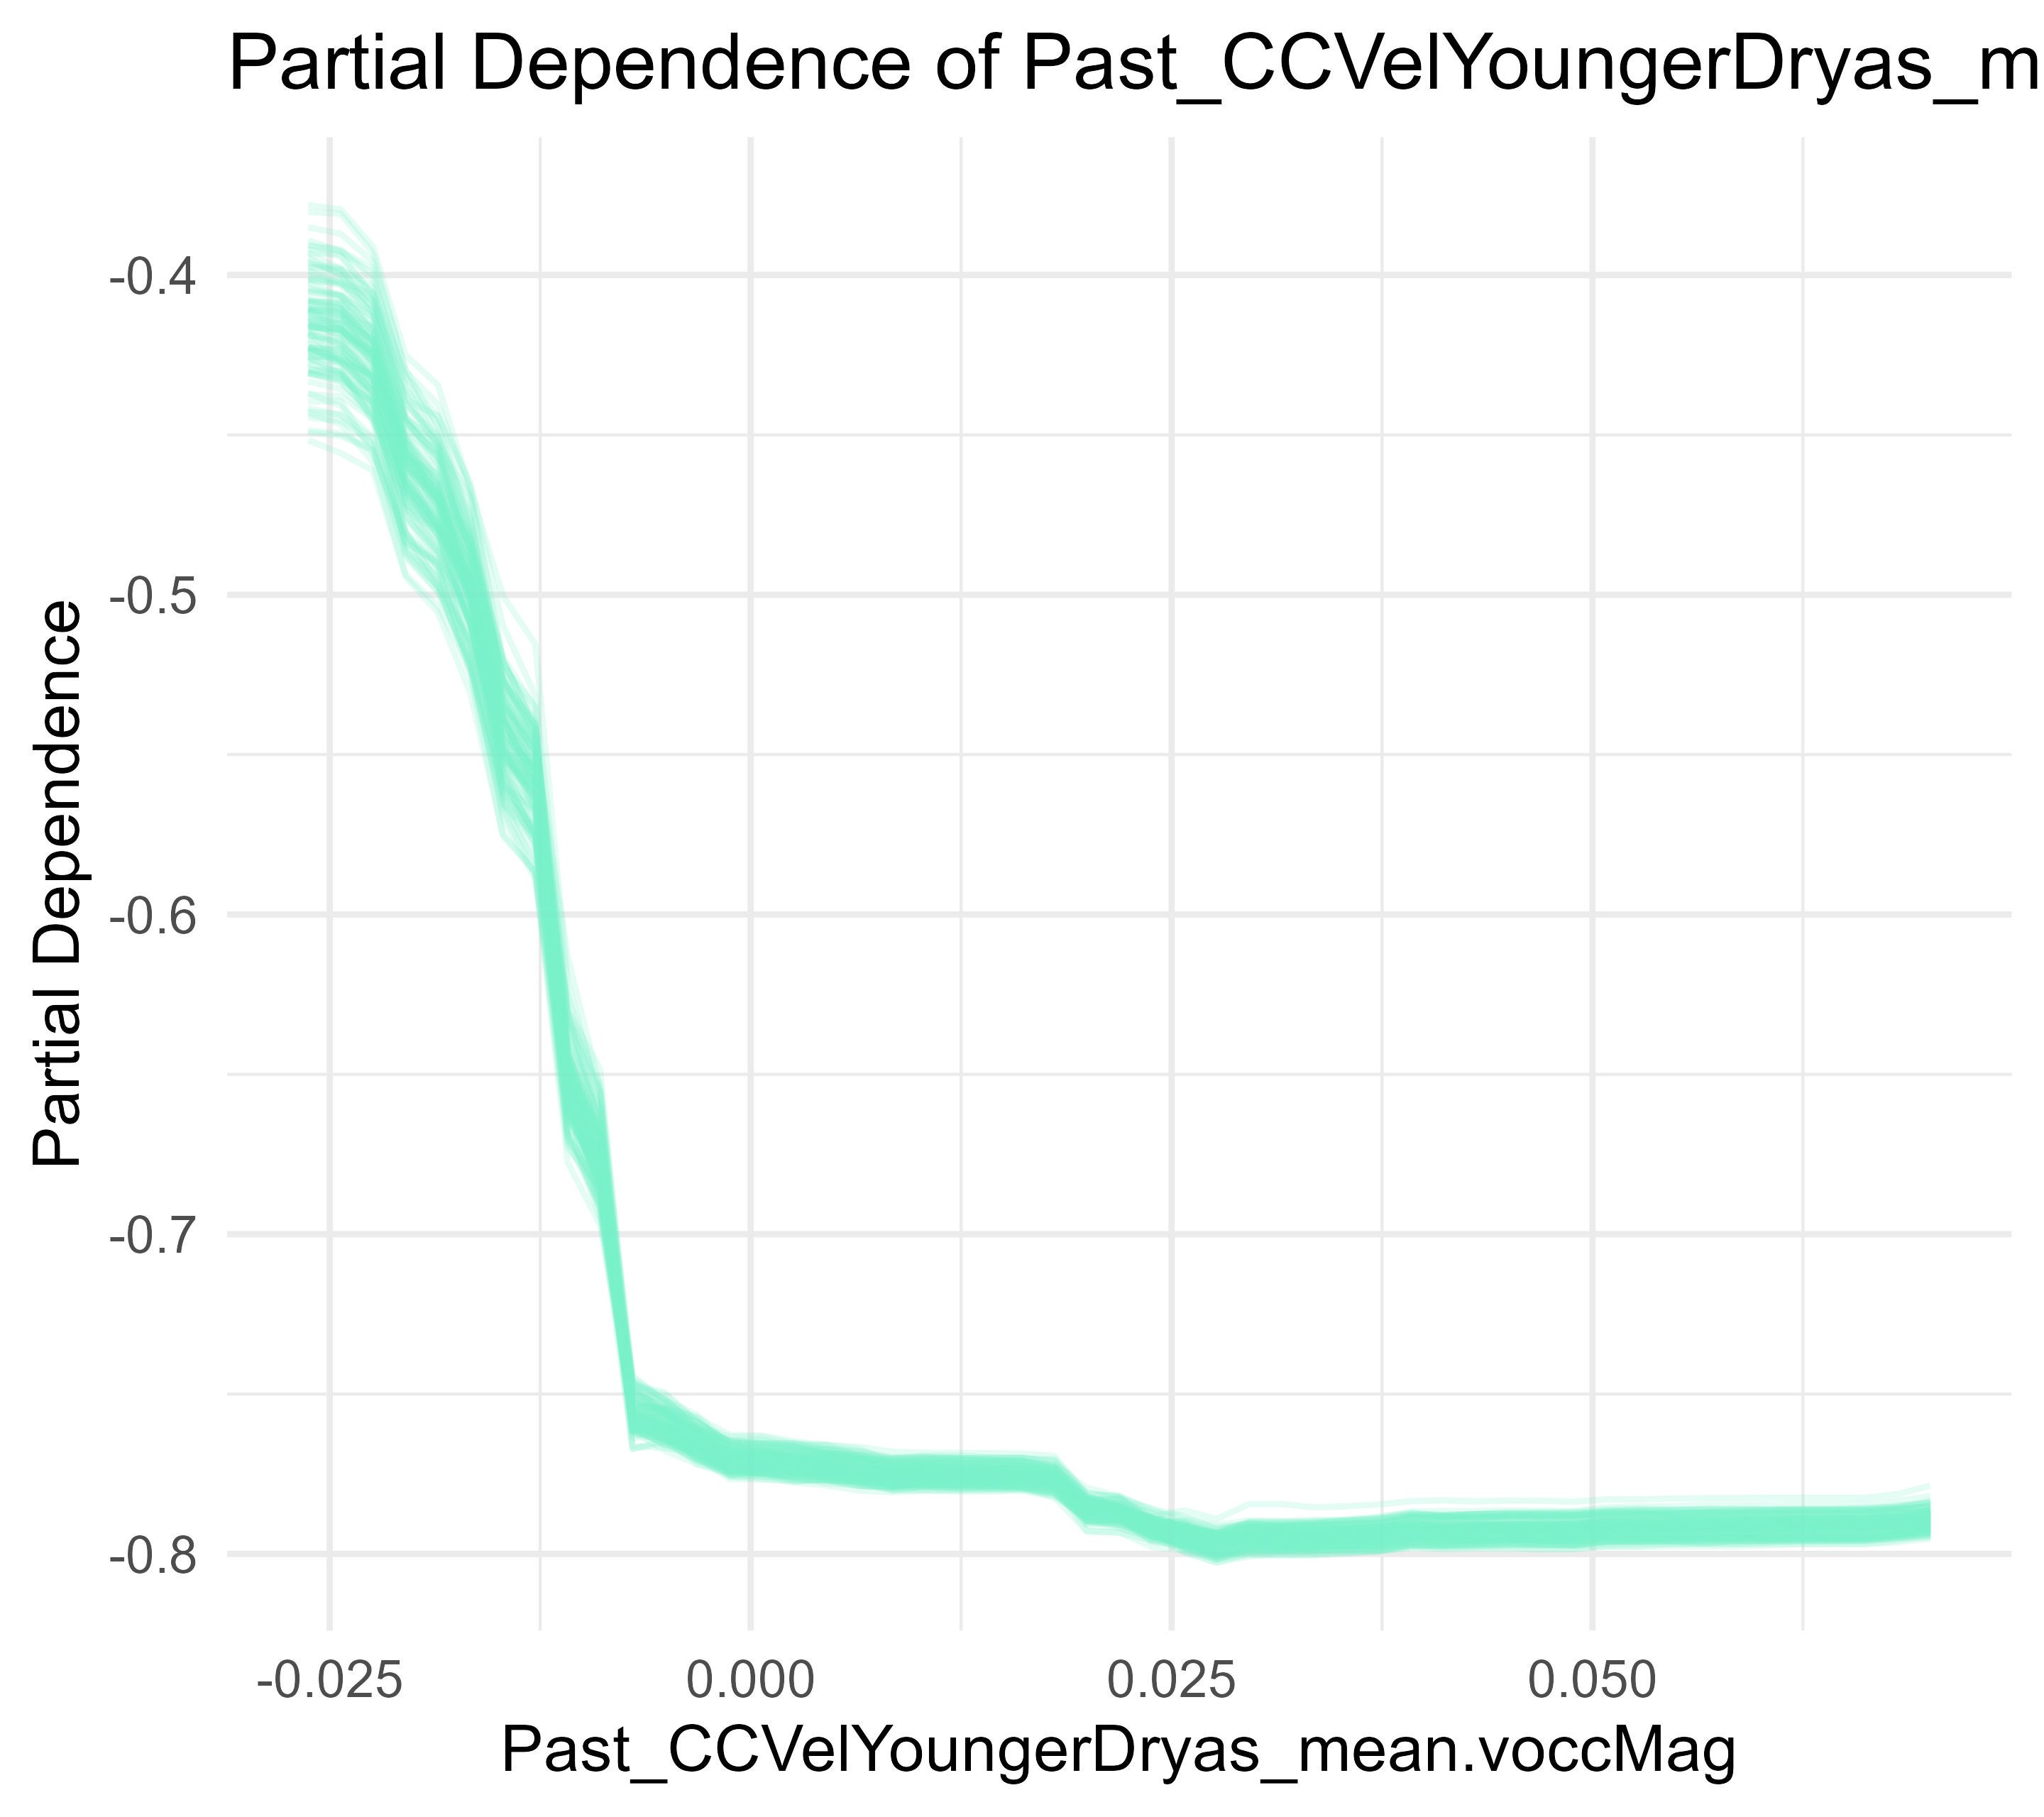 Partial Dependence of Past_CCVelYoungerDryas_m
Partial Dependence
-0.4
-0.5
-0.6
-0.7
-0.8
-0.025 0.000 0.025 0.050
Past_CCVelYoungerDryas_mean.voccMag